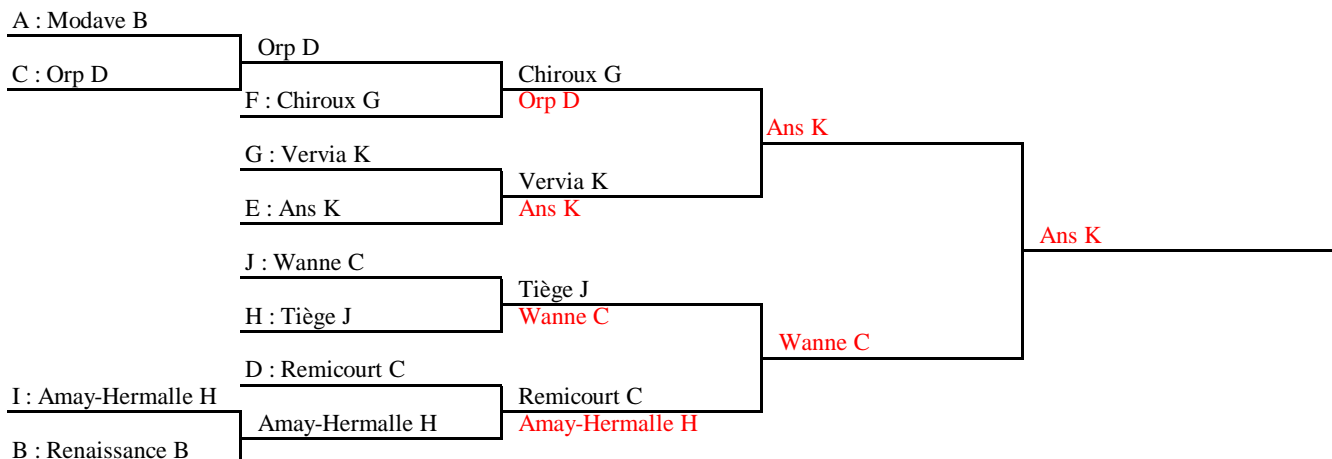 A : Modave B
Orp D
C : Orp D
Chiroux G
F : Chiroux G
Orp D
Ans K
G : Vervia K
Vervia K
E : Ans K
Ans K
Ans K
J : Wanne C
Tiège J
H : Tiège J
Wanne C
Wanne C
D : Remicourt C
I : Amay-Hermalle H
Remicourt C
Amay-Hermalle H
Amay-Hermalle H
B : Renaissance B